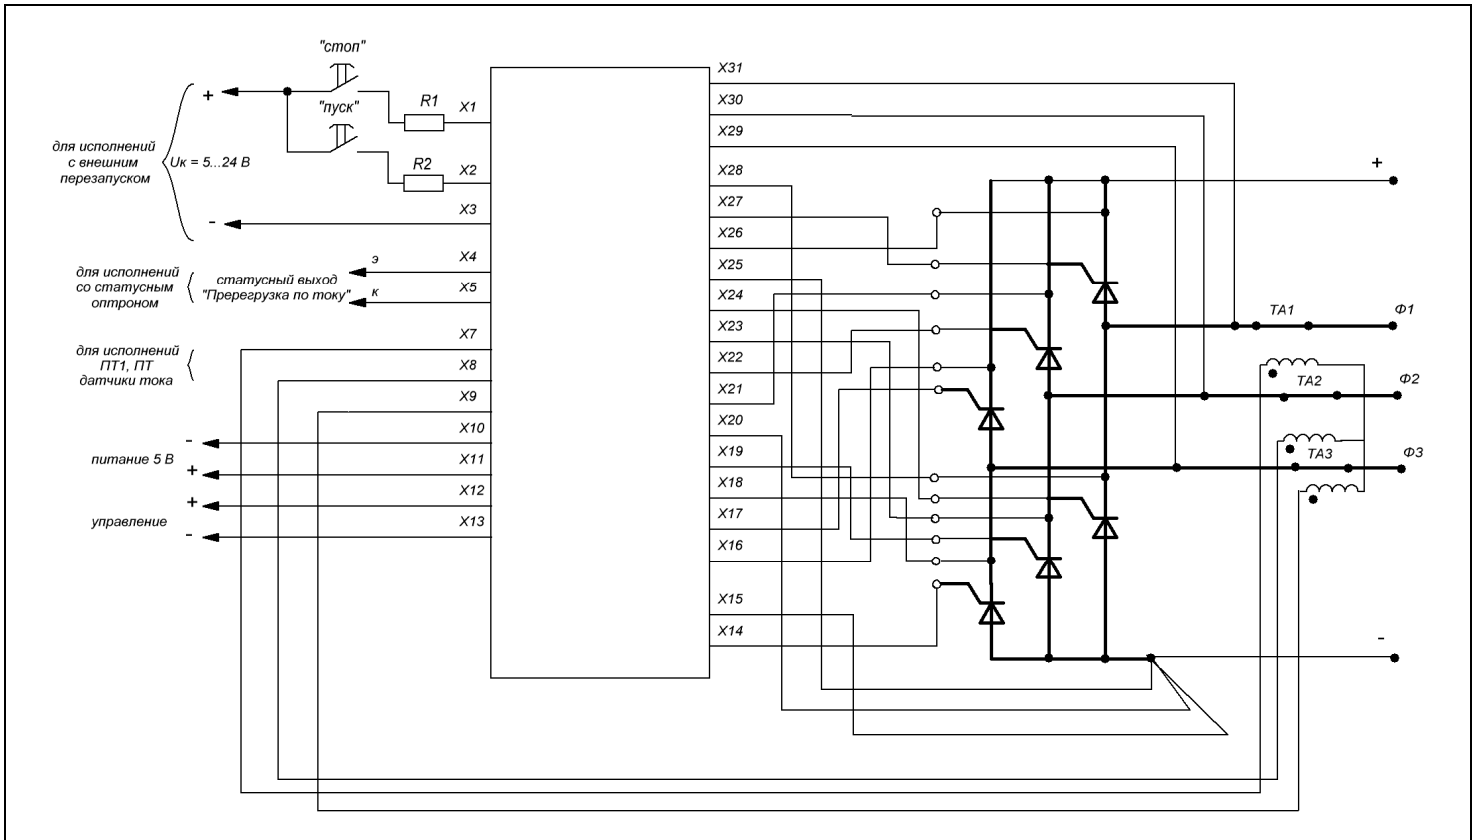 "стоп"
+
"пуск"
R1
X1
для исполнений
с внешним
перезапуском
Uк = 5...24 В
R2
X2
-
X3
для исполнений
со статусным
оптроном
статусный выход
"Пререгрузка по току"
э
X4
к
X5
для исполнений
ПТ1, ПТ
датчики тока
X7
X8
X9
питание 5 В
-
X10
+
X11
управление
+
X12
-
X13
X31
X30
X29
X28
X27
X26
X25
X24
X23
X22
X21
X20
X19
X18
X17
X16
X15
X14
+
TA1
Ф1
TA2
Ф2
TA3
Ф3
-